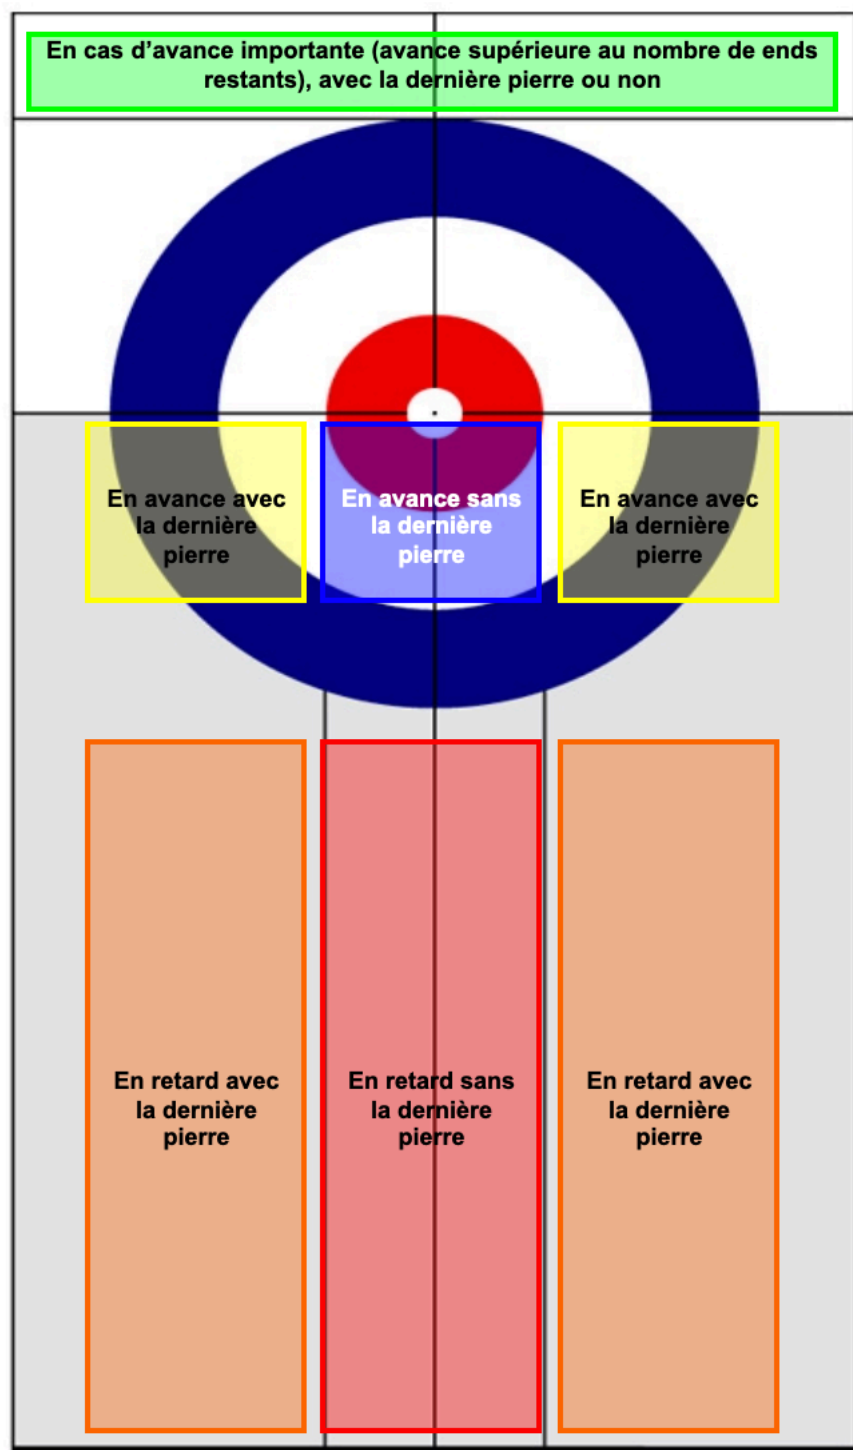 En cas d’avance importante (avance supérieure au nombre de ends
restants), avec la dernière pierre ou non
En avance avec
la dernière
pierre
En avance sans
la dernière
pierre
En avance avec
la dernière
pierre
En retard avec
la dernière
pierre
En retard sans
la dernière
pierre
En retard avec
la dernière
pierre